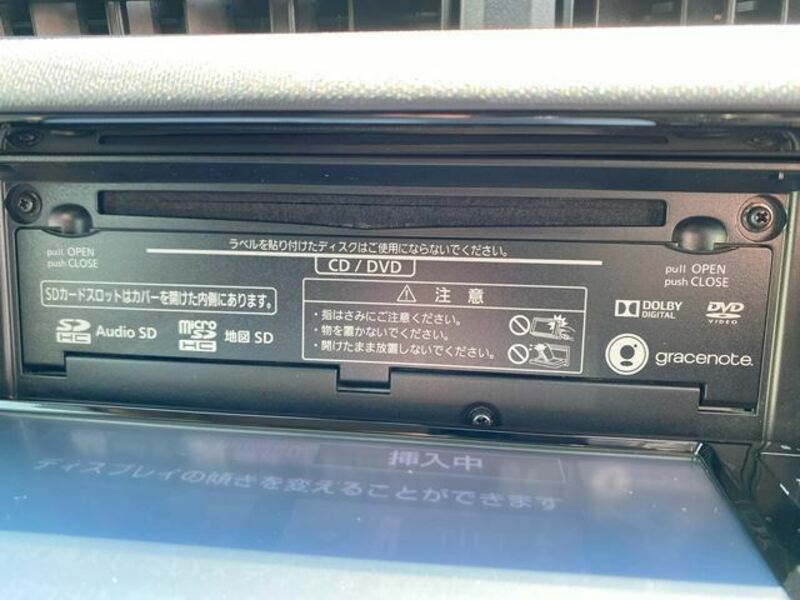 ラベルを貼り付けたディスクはご使用にならないでください。
pull OPEN
push CLOSE
CD / DVD
pull OPEN
push CLOSE
SDカードスロットはカバーを開けた内側にあります。
注 意
・指はさみにご注意ください。
・物を置かないでください。
・開けたまま放置しないでください。
DOLBY
DIGITAL
DVD
VIDEO
SD HC Audio SD
micro SD HC 地図 SD
gracenote.
挿入中
ディスプレイの傾きを変えることができます